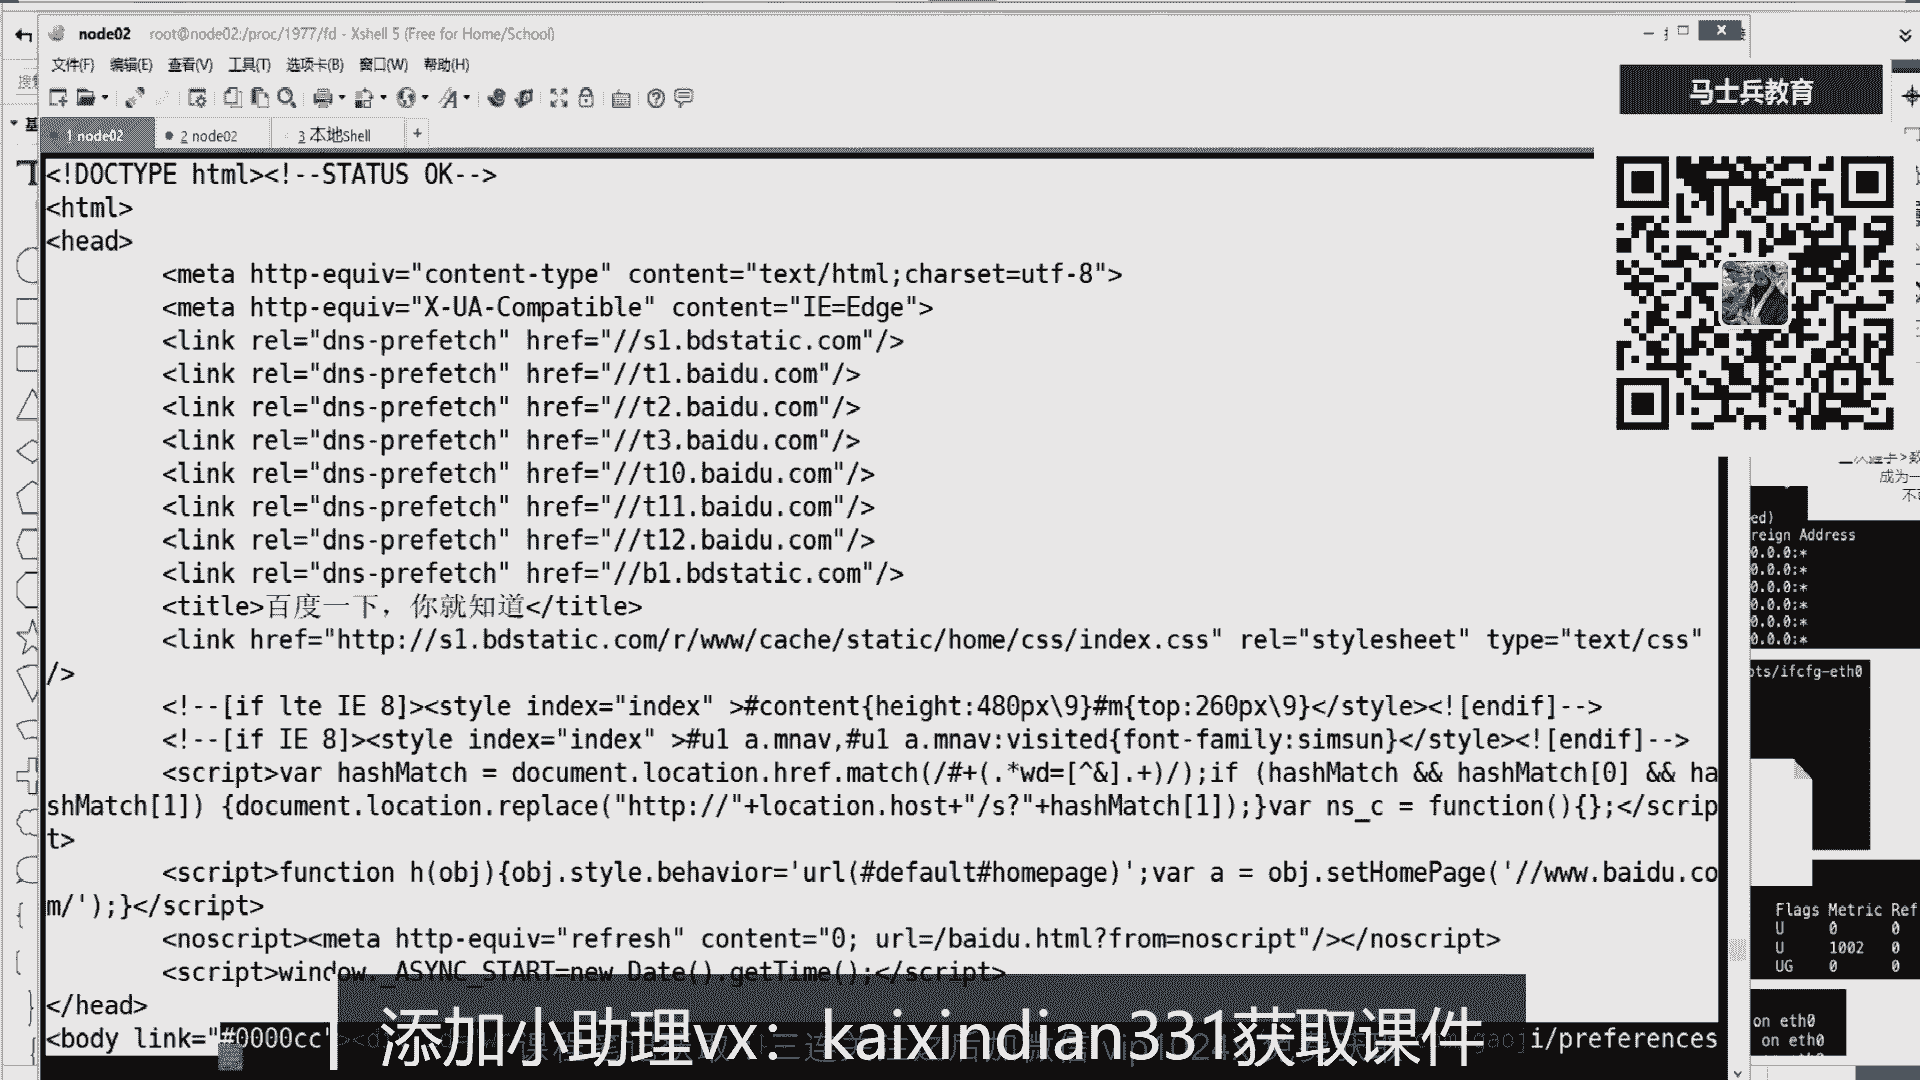 node02 root@node02:/proc/1977/fd - Xshell 5 (Free for Home/School)
文件(F) 编辑(E) 查看(V) 工具(T) 选项卡(B) 窗口(W) 帮助(H)
马士兵教育
1 node02 2 node02 3 本地Shell +
<!DOCTYPE html><!--STATUS OK-->
<html>
<head>
<meta http-equiv="content-type" content="text/html;charset=utf-8">
<meta http-equiv="X-UA-Compatible" content="IE=Edge">
<link rel="dns-prefetch" href="//s1.bdstatic.com"/>
<link rel="dns-prefetch" href="//t1.baidu.com"/>
<link rel="dns-prefetch" href="//t2.baidu.com"/>
<link rel="dns-prefetch" href="//t3.baidu.com"/>
<link rel="dns-prefetch" href="//t10.baidu.com"/>
<link rel="dns-prefetch" href="//t11.baidu.com"/>
<link rel="dns-prefetch" href="//t12.baidu.com"/>
<link rel="dns-prefetch" href="//b1.bdstatic.com"/>
<title>百度一下，你就知道</title>
<link href="http://s1.bdstatic.com/r/www/cache/static/home/css/index.css" rel="stylesheet" type="text/css"
/>
<!--[if lte IE 8]><style index="index" >#content{height:480px\9}#m{top:260px\9}</style><![endif]-->
<!--[if IE 8]><style index="index" >#u1 a.mnav,#u1 a.mnav:visited{font-family:simsun}</style><![endif]-->
<script>var hashMatch = document.location.href.match(/#+(.*wd=[^&].+)/);if (hashMatch && hashMatch[0] && ha
shMatch[1]) {document.location.replace("http://"+location.host+"/s?"+hashMatch[1]);}var ns_c = function(){};</scrip
t>
<script>function h(obj){obj.style.behavior='url(#default#homepage)';var a = obj.setHomePage('//www.baidu.co
m/');}</script>
<noscript><meta http-equiv="refresh" content="0; url=/baidu.html?from=noscript"/></noscript>
<script>window._ASYNC_START=new Date().getTime();</script>
</head>
<body link="#0000cc"
i/preferences
添加小助理vx：kaixindian331获取课件
成为一
ed)
reign Address
0.0.0:*
0.0.0:*
0.0.0:*
0.0.0:*
0.0.0:*
0.0.0:*
pts/ifcfg-eth0
Flags Metric Ref
U 0 0
U 1002 0
UG 0 0
on eth0
on eth0